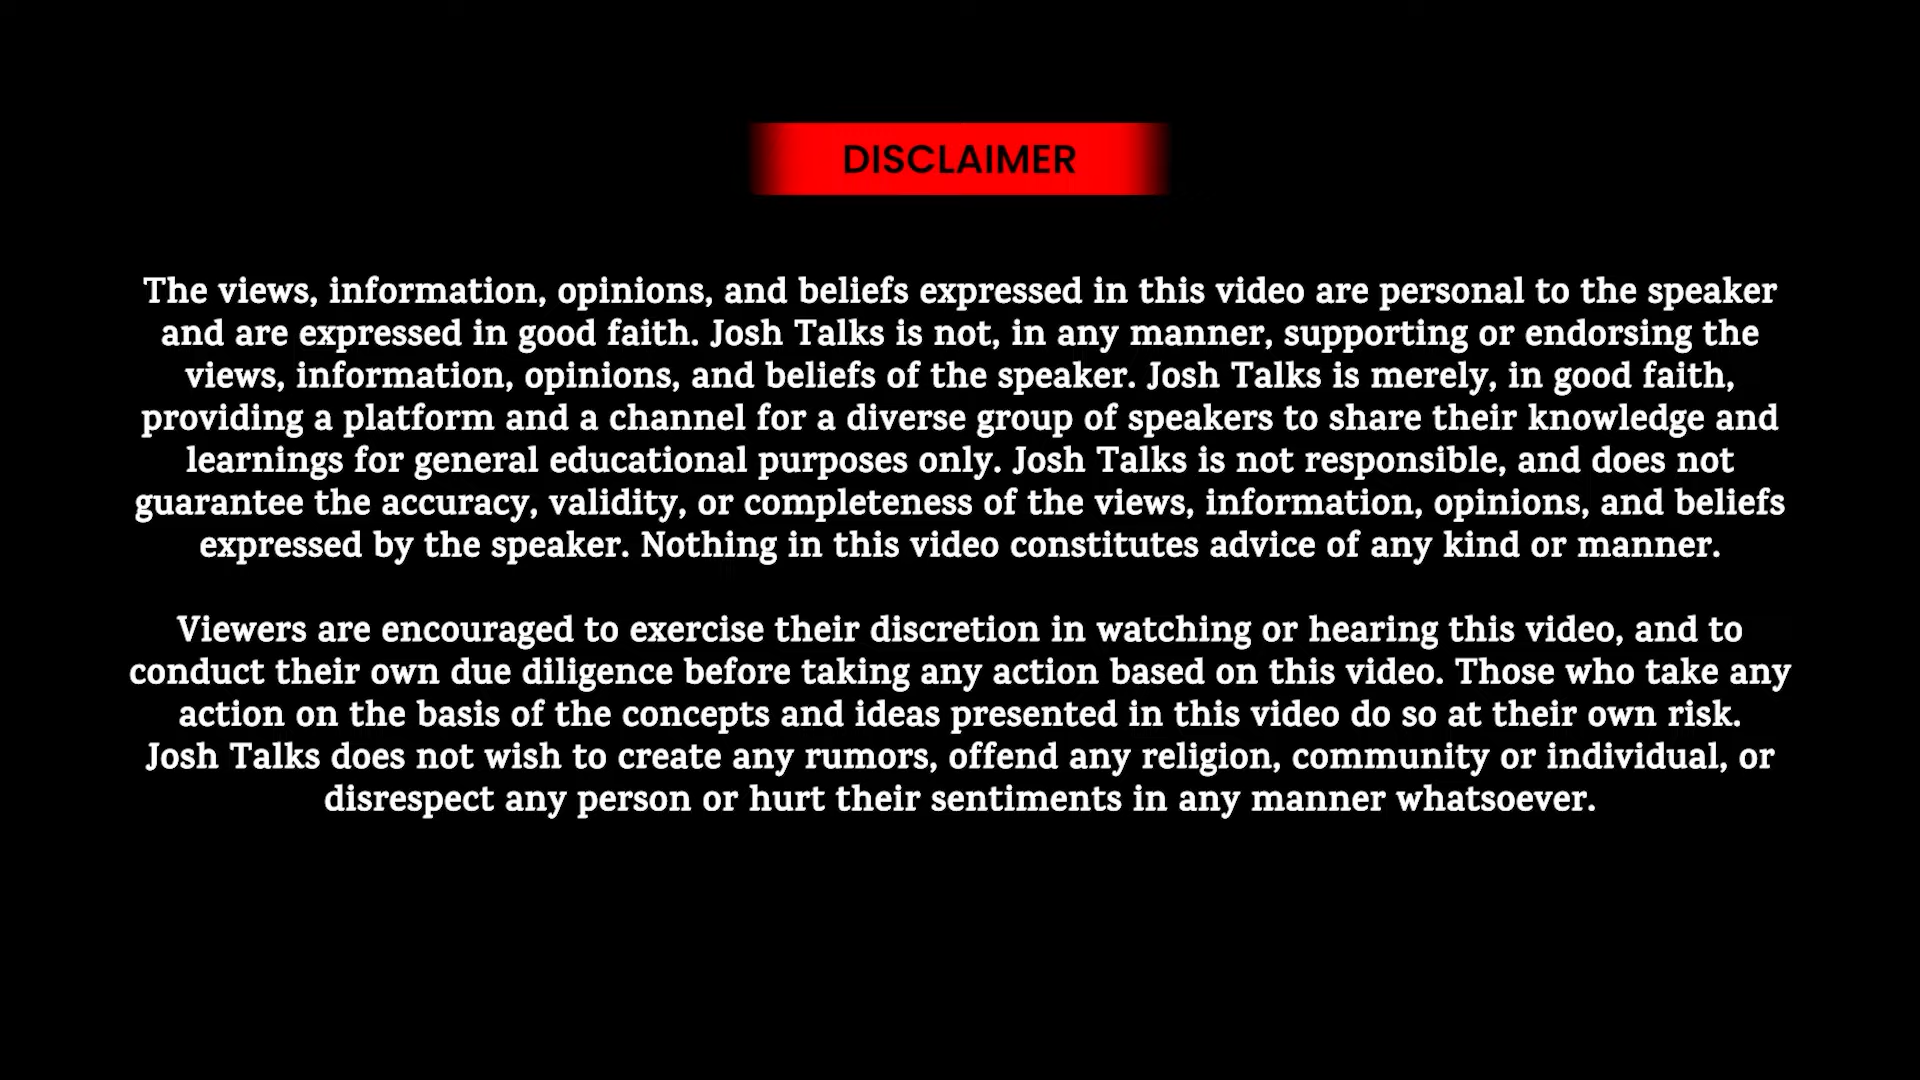 DISCLAIMER
The views, information, opinions, and beliefs expressed in this video are personal to the speaker
and are expressed in good faith. Josh Talks is not, in any manner, supporting or endorsing the
views, information, opinions, and beliefs of the speaker. Josh Talks is merely, in good faith,
providing a platform and a channel for a diverse group of speakers to share their knowledge and
learnings for general educational purposes only. Josh Talks is not responsible, and does not
guarantee the accuracy, validity, or completeness of the views, information, opinions, and beliefs
expressed by the speaker. Nothing in this video constitutes advice of any kind or manner.
Viewers are encouraged to exercise their discretion in watching or hearing this video, and to
conduct their own due diligence before taking any action based on this video. Those who take any
action on the basis of the concepts and ideas presented in this video do so at their own risk.
Josh Talks does not wish to create any rumors, offend any religion, community or individual, or
disrespect any person or hurt their sentiments in any manner whatsoever.